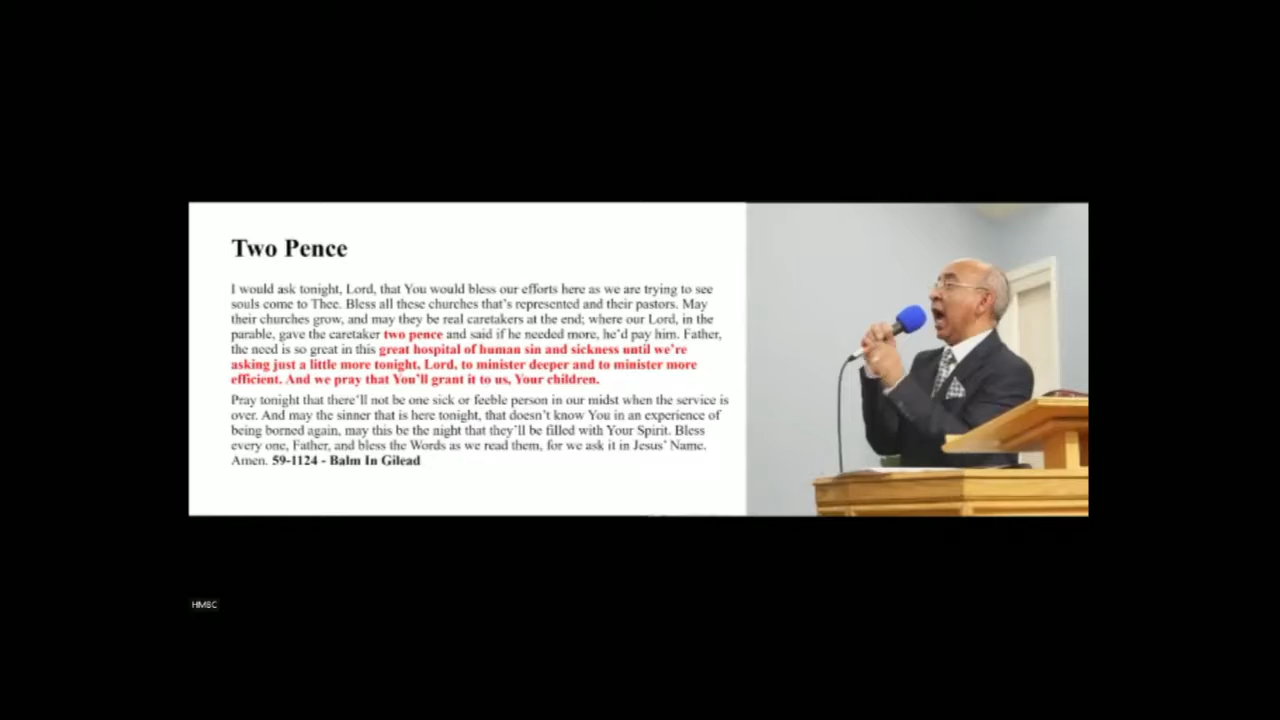 Two Pence
I would ask tonight, Lord, that You would bless our efforts here as we are trying to see
souls come to Thee. Bless all these churches that's represented and their pastors. May
their churches grow, and may they be real caretakers at the end; where our Lord, in the
parable, gave the caretaker two pence and said if he needed more, he'd pay him. Father,
the need is so great in this great hospital of human sin and sickness until we're
asking just a little more tonight, Lord, to minister deeper and to minister more
efficient. And we pray that You'll grant it to us, Your children.
Pray tonight that there'll not be one sick or feeble person in our midst when the service is
over. And may the sinner that is here tonight, that doesn't know You in an experience of
being borned again, may this be the night that they'll be filled with Your Spirit. Bless
every one, Father, and bless the Words as we read them, for we ask it in Jesus' Name.
Amen. 59-1124 - Balm In Gilead
HMBC